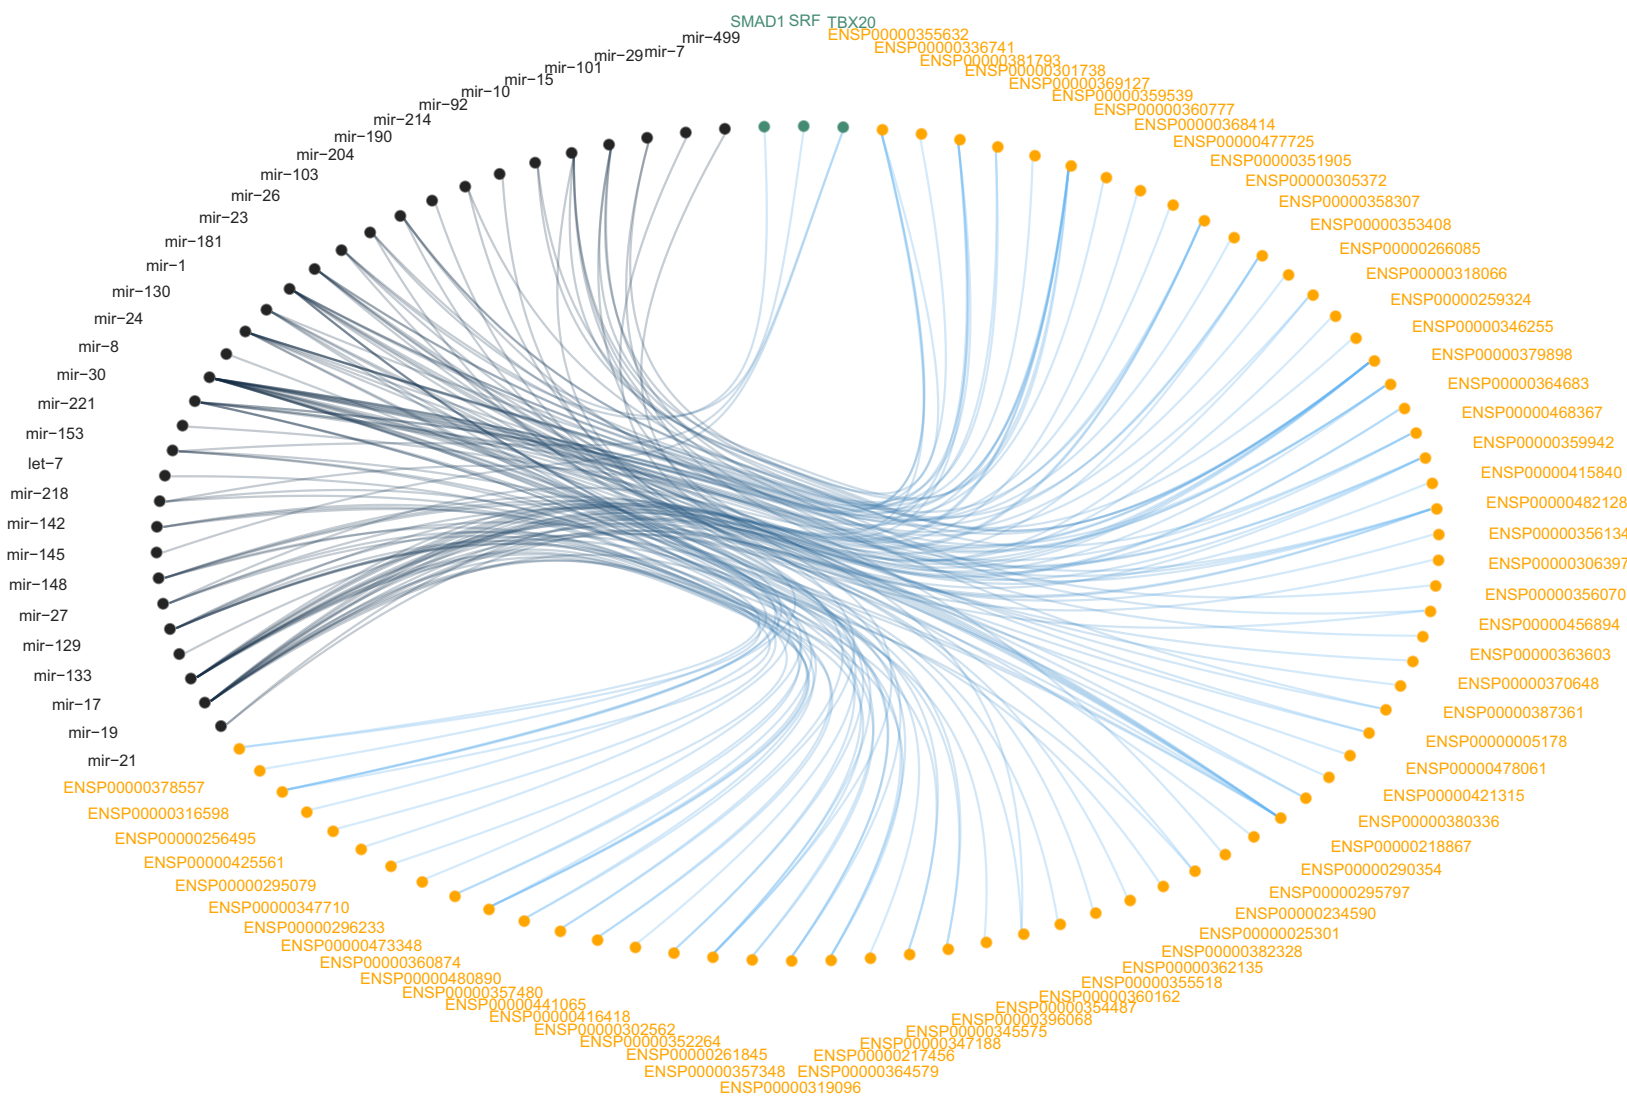 SMAD1
SRF
TBX20
ENSP00000355632
ENSP00000336741
ENSP00000381793
ENSP00000301738
ENSP00000369127
ENSP00000359539
ENSP00000360777
ENSP00000368414
ENSP00000477725
ENSP00000351905
ENSP00000305372
ENSP00000358307
ENSP00000353408
ENSP00000266085
ENSP00000318066
ENSP00000259324
ENSP00000346255
ENSP00000379898
ENSP00000364683
ENSP00000468367
ENSP00000359942
ENSP00000415840
ENSP00000482128
ENSP00000356134
ENSP00000306397
ENSP00000356070
ENSP00000456894
ENSP00000363603
ENSP00000370648
ENSP00000387361
ENSP00000005178
ENSP00000478061
ENSP00000421315
ENSP00000380336
ENSP00000218867
ENSP00000290354
ENSP00000295797
ENSP00000234590
ENSP00000025301
ENSP00000382328
ENSP00000362135
ENSP00000355518
ENSP00000360162
ENSP00000354487
ENSP00000396068
ENSP00000345575
ENSP00000347188
ENSP00000217456
ENSP00000364579
ENSP00000319096
ENSP00000357348
ENSP00000261845
ENSP00000352264
ENSP00000302562
ENSP00000416418
ENSP00000441065
ENSP00000357480
ENSP00000480890
ENSP00000360874
ENSP00000473348
ENSP00000296233
ENSP00000347710
ENSP00000295079
ENSP00000425561
ENSP00000256495
ENSP00000316598
ENSP00000378557
mir−21
mir−19
mir−17
mir−133
mir−129
mir−27
mir−148
mir−145
mir−142
mir−218
let−7
mir−153
mir−221
mir−30
mir−8
mir−24
mir−130
mir−1
mir−181
mir−23
mir−26
mir−103
mir−204
mir−190
mir−214
mir−92
mir−10
mir−15
mir−101
mir−29
mir−7
mir−499